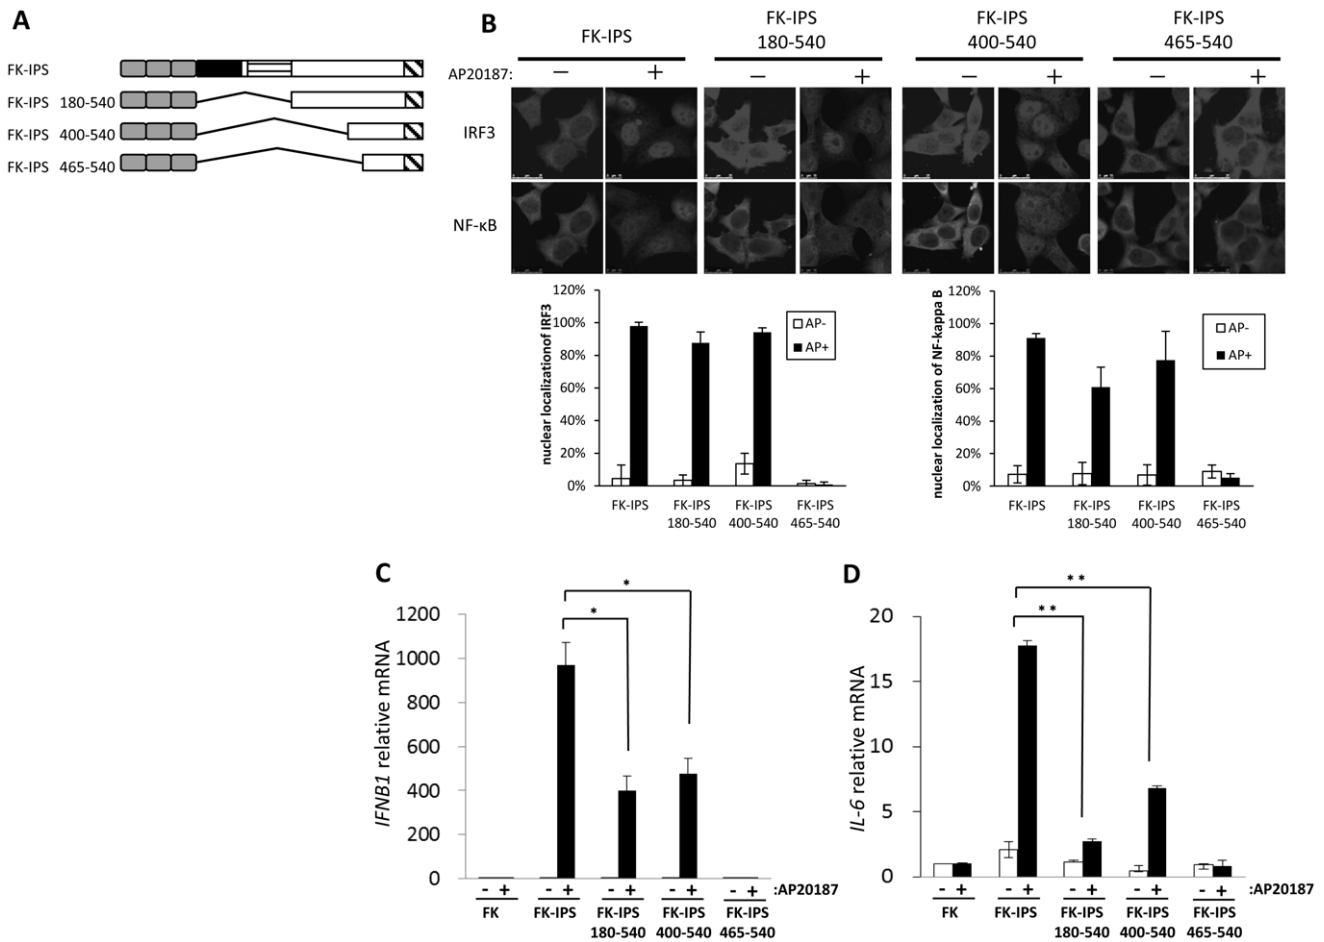 A
FK-IPS
FK-IPS 180-540
FK-IPS 400-540
FK-IPS 465-540
B
FK-IPS
FK-IPS
180-540
FK-IPS
400-540
FK-IPS
465-540
AP20187: — + — + — + — +
IRF3
NF-κB
nuclear localizationof IRF3
120%
100%
80%
60%
40%
20%
0%
AP-
AP+
FK-IPS
FK-IPS
180-540
FK-IPS
400-540
FK-IPS
465-540
nuclear localization of NF-kappa B
120%
100%
80%
60%
40%
20%
0%
AP-
AP+
FK-IPS
FK-IPS
180-540
FK-IPS
400-540
FK-IPS
465-540
C
IFNB1 relative mRNA
1200
1000
800
600
400
200
0
*
*
- + - + - + - + - + :AP20187
FK
FK-IPS
FK-IPS
180-540
FK-IPS
400-540
FK-IPS
465-540
D
IL-6 relative mRNA
20
15
10
5
0
**
**
- + - + - + - + - + :AP20187
FK
FK-IPS
FK-IPS
180-540
FK-IPS
400-540
FK-IPS
465-540